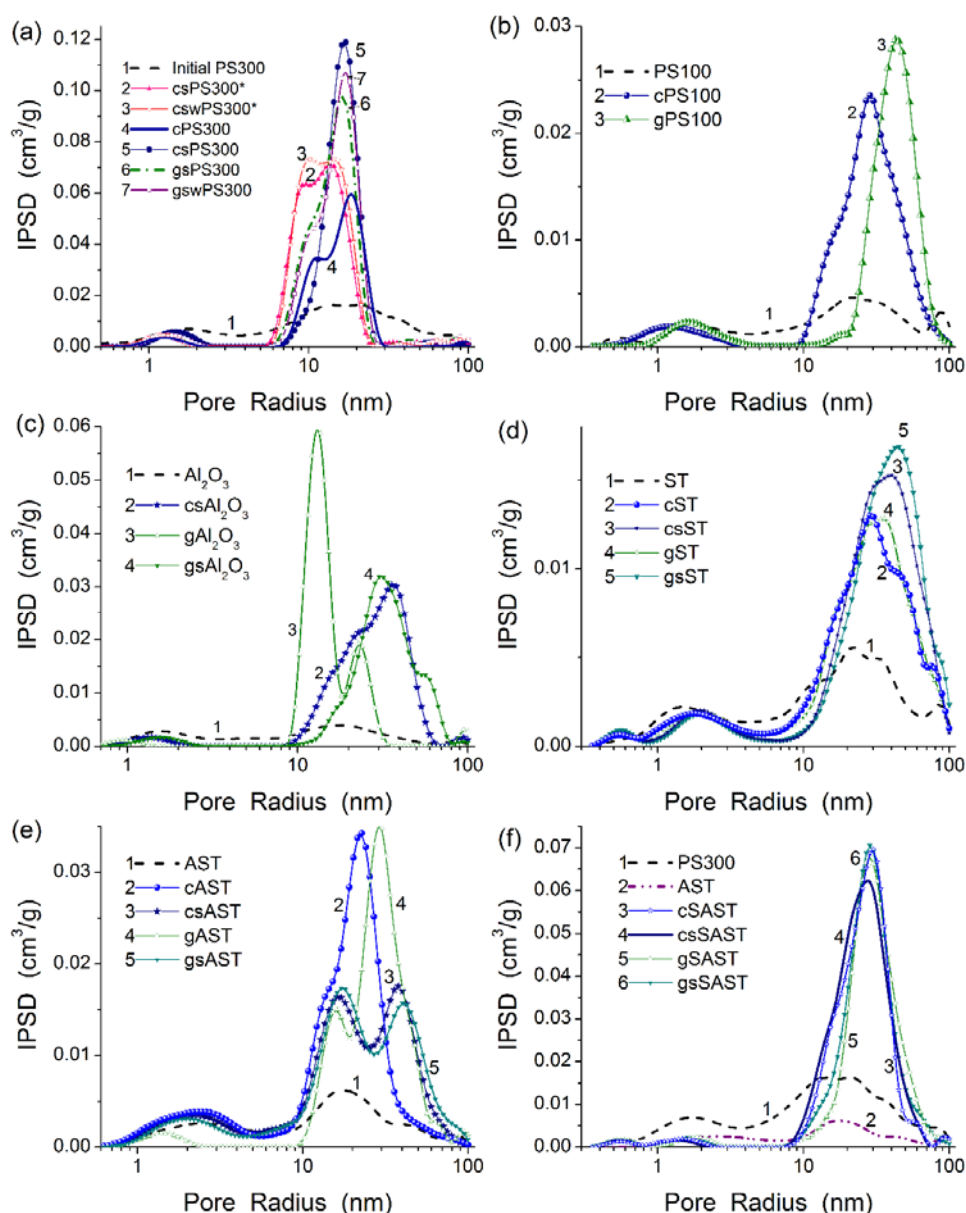 (a)
0.12
0.10
0.08
0.06
0.04
0.02
0.00
IPSD (cm³/g)
1 Initial PS300
2 csPS300*
3 cswPS300*
4 cPS300
5 csPS300
6 gsPS300
7 gswPS300
5
7
6
3
2
4
1
1 10 100
Pore Radius (nm)
(b)
0.03
0.02
0.01
0.00
IPSD (cm³/g)
1 PS100
2 cPS100
3 gPS100
3
2
1
1 10 100
Pore Radius (nm)
(c)
0.06
0.05
0.04
0.03
0.02
0.01
0.00
IPSD (cm³/g)
1 Al₂O₃
2 csAl₂O₃
3 gAl₂O₃
4 gsAl₂O₃
3
4
2
1
1 10 100
Pore Radius (nm)
(d)
0.01
0.00
IPSD (cm³/g)
1 ST
2 cST
3 csST
4 gST
5 gsST
5
3
4
2
1
1 10 100
Pore Radius (nm)
(e)
0.03
0.02
0.01
0.00
IPSD (cm³/g)
1 AST
2 cAST
3 csAST
4 gAST
5 gsAST
2
4
3
5
1
1 10 100
Pore Radius (nm)
(f)
0.07
0.06
0.05
0.04
0.03
0.02
0.01
0.00
IPSD (cm³/g)
1 PS300
2 AST
3 cSAST
4 csSAST
5 gSAST
6 gsSAST
6
4
5
3
1
2
1 10 100
Pore Radius (nm)